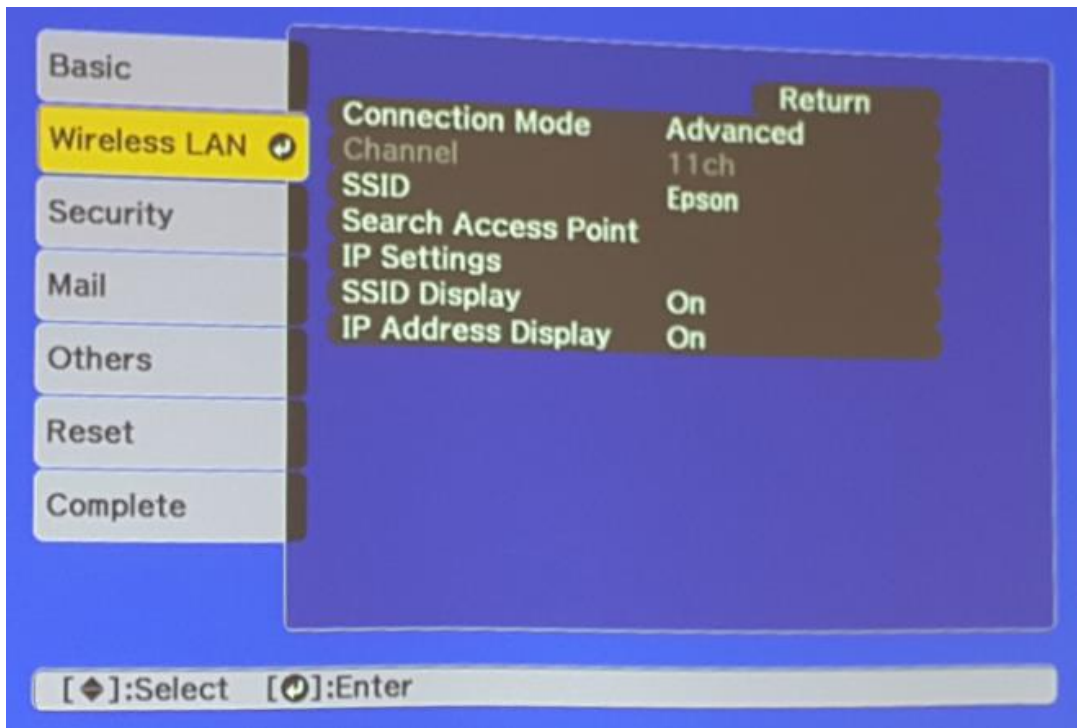 Basic
Wireless LAN
Security
Mail
Others
Reset
Complete
Return
Connection Mode Advanced
Channel 11ch
SSID Epson
Search Access Point
IP Settings
SSID Display On
IP Address Display On
[◆]:Select [↵]:Enter